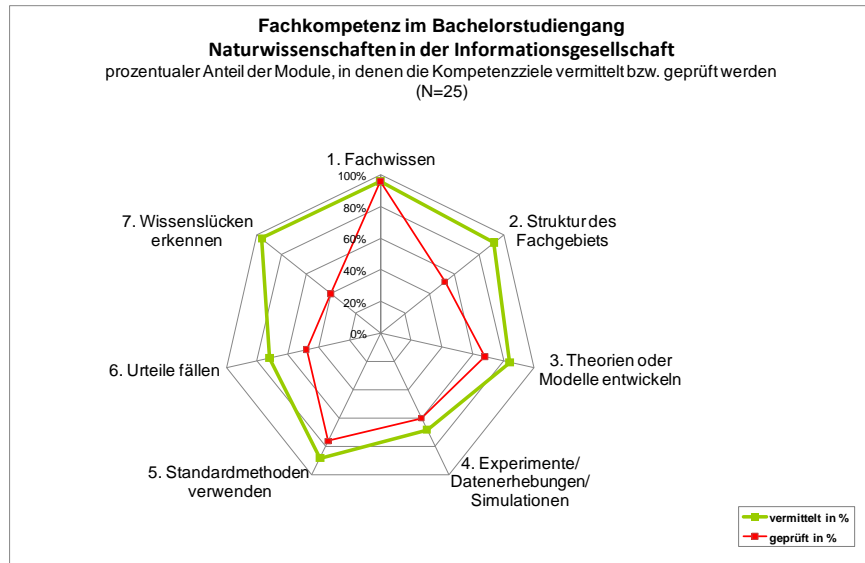 Fachkompetenz im Bachelorstudiengang
Naturwissenschaften in der Informationsgesellschaft
prozentualer Anteil der Module, in denen die Kompetenzziele vermittelt bzw. geprüft werden
(N=25)
1. Fachwissen
100%
80%
60%
40%
20%
0%
2. Struktur des
Fachgebiets
3. Theorien oder
Modelle entwickeln
4. Experimente/
Datenerhebungen/
Simulationen
5. Standardmethoden
verwenden
6. Urteile fällen
7. Wissenslücken
erkennen
vermittelt in %
geprüft in %